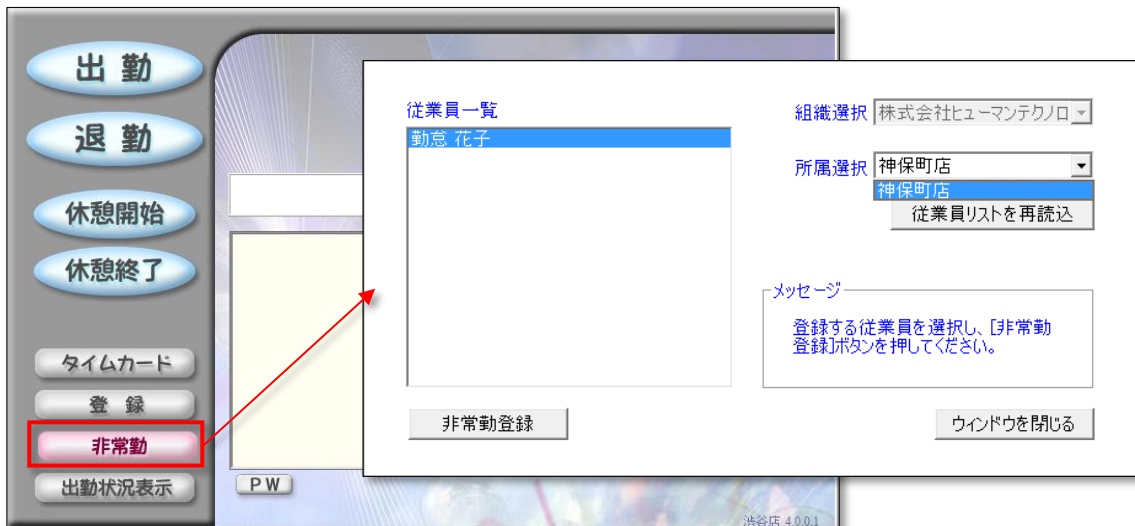 出勤
退勤
休憩開始
休憩終了
タイムカード
登録
非常勤
出勤状況表示
PW
渋谷店 4.0.0.1
従業員一覧
勤怠 花子
非常勤登録
組織選択 株式会社ヒューマンテクノロ
所属選択 神保町店
神保町店
従業員リストを再読込
メッセージ
登録する従業員を選択し、[非常勤
登録]ボタンを押してください。
ウィンドウを閉じる